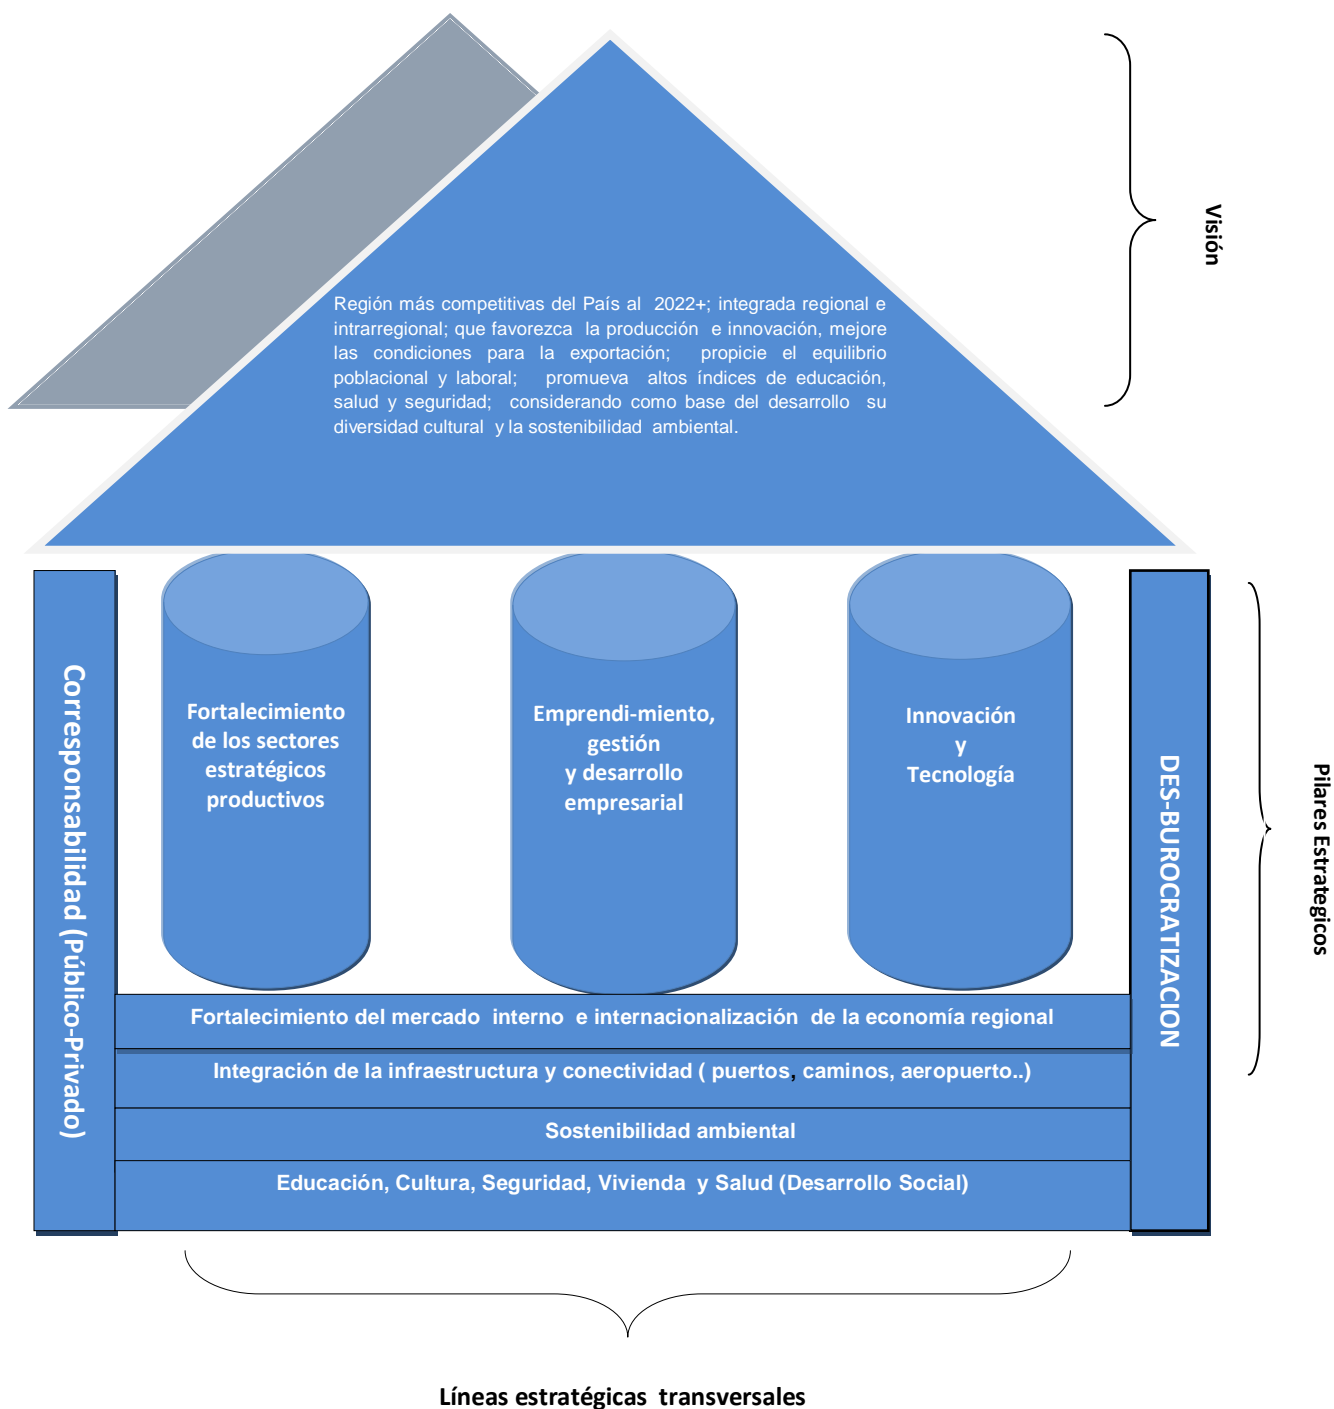 Visión
Región más competitivas del País al 2022+; integrada regional e
intrarregional; que favorezca la producción e innovación, mejore
las condiciones para la exportación; propicie el equilibrio
poblacional y laboral; promueva altos índices de educación,
salud y seguridad; considerando como base del desarrollo su
diversidad cultural y la sostenibilidad ambiental.
Corresponsabilidad (Público-Privado)
Fortalecimiento
de los sectores
estratégicos
productivos
Emprendi-miento,
gestión
y desarrollo
empresarial
Innovación
y
Tecnología
DES-BUROCRATIZACION
Pilares Estrategicos
Fortalecimiento del mercado interno e internacionalización de la economía regional
Integración de la infraestructura y conectividad ( puertos, caminos, aeropuerto..)
Sostenibilidad ambiental
Educación, Cultura, Seguridad, Vivienda y Salud (Desarrollo Social)
Líneas estratégicas transversales